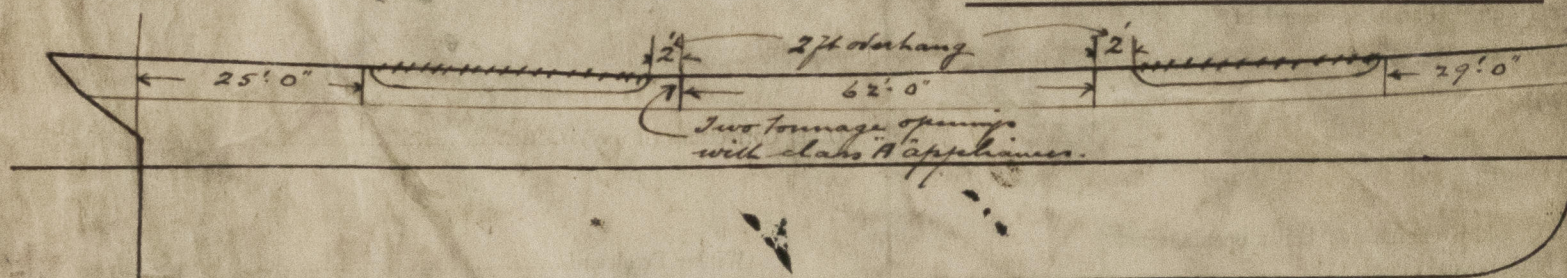 2' 2 ft overhang 2'
25'.0" 62'.0" 29'.0"
Two Tonnage openings
with class "A" appliances.